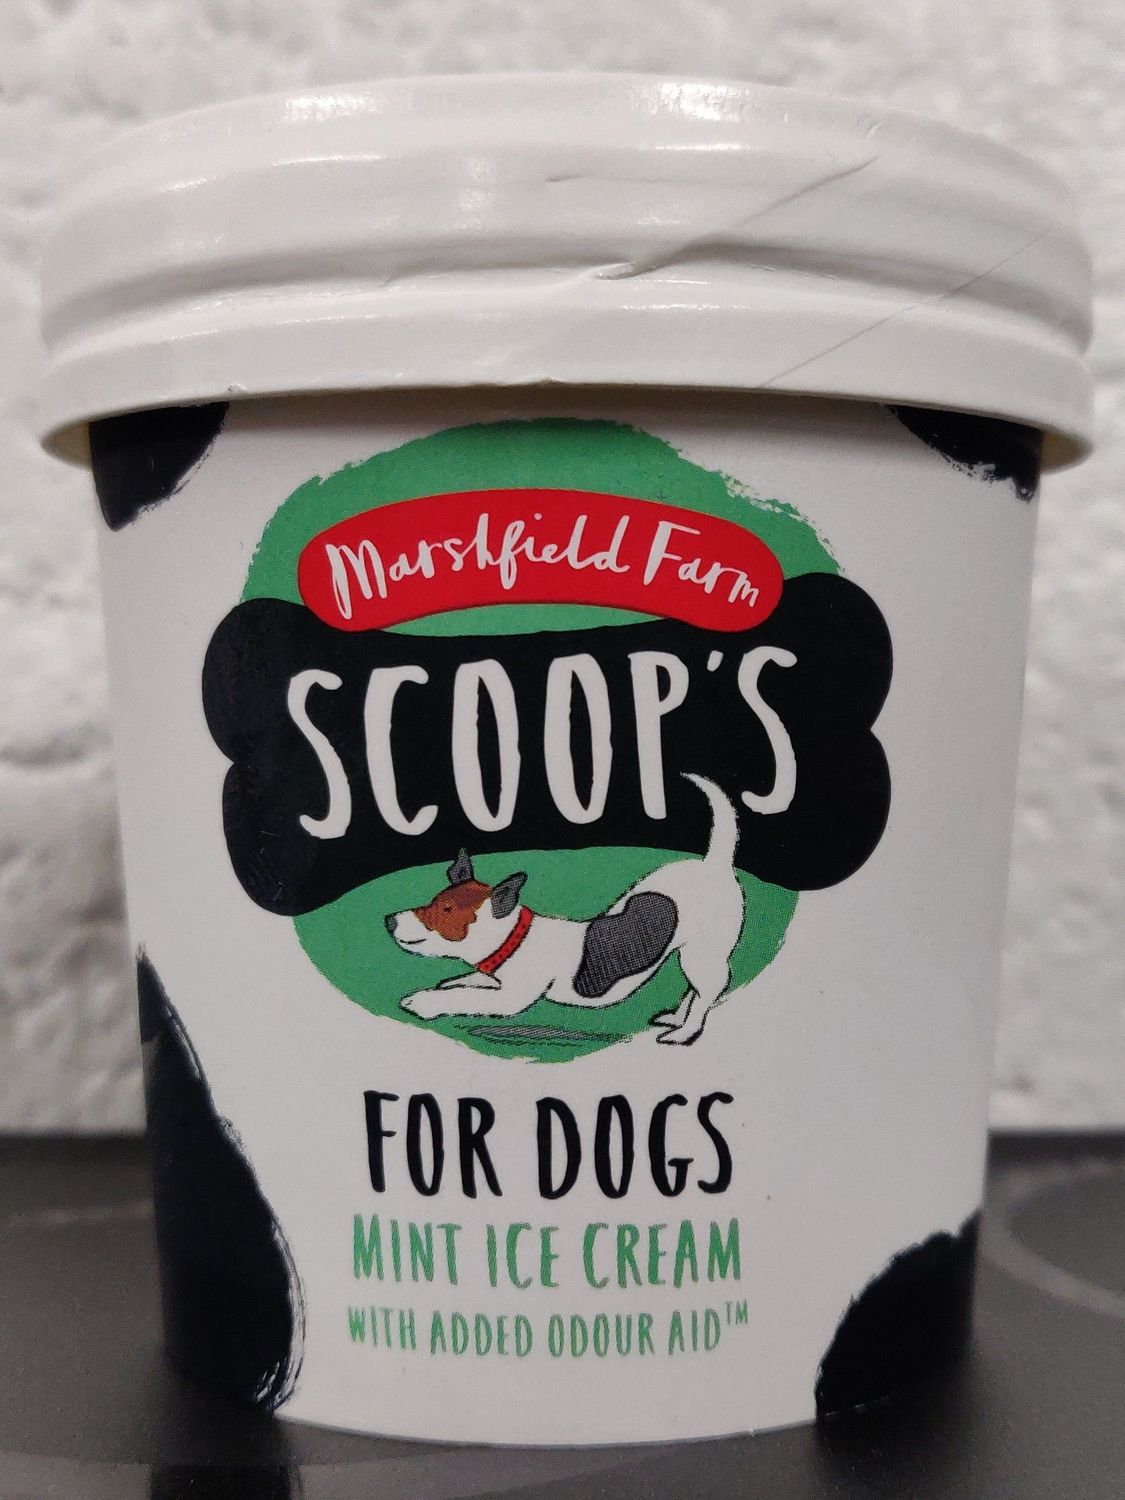 Marshfield Farm
SCOOP'S
FOR DOGS
MINT ICE CREAM
WITH ADDED ODOUR AID™